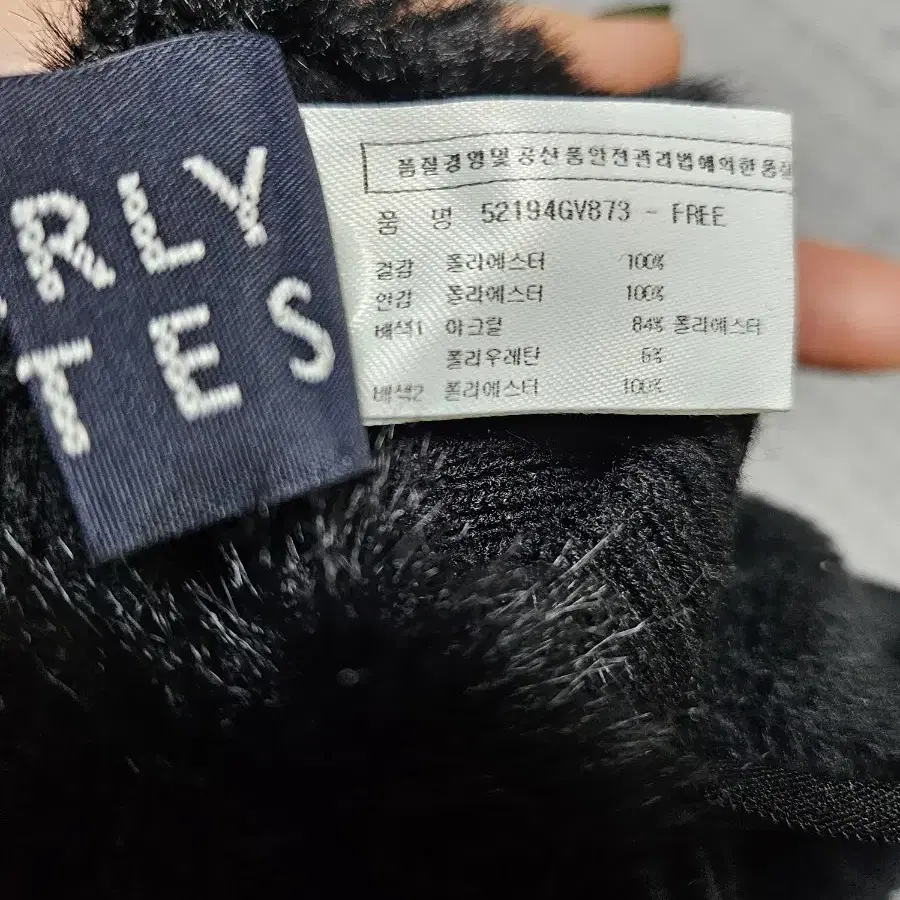 RLY
TES
품질경영및공산품안전관리법에의한품질
품 명 52194GV873 - FREE
겉감 폴리에스터 100%
안감 폴리에스터 100%
배색1 아크릴 84% 폴리에스터
폴리우레탄 6%
배색2 폴리에스터 100%